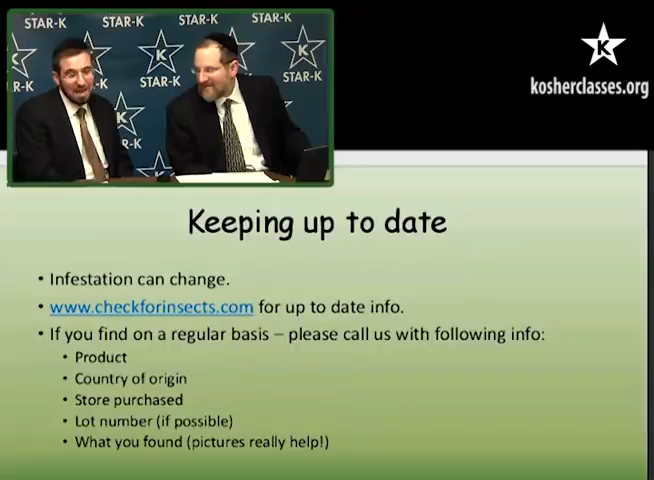 STAR-K STAR-K STAR-K STAR-K
K K K
R-K STAR-K STAR-K
K
K
kosherclasses.org
Keeping up to date
• Infestation can change.
• www.checkforinsects.com for up to date info.
• If you find on a regular basis – please call us with following info:
• Product
• Country of origin
• Store purchased
• Lot number (if possible)
• What you found (pictures really help!)